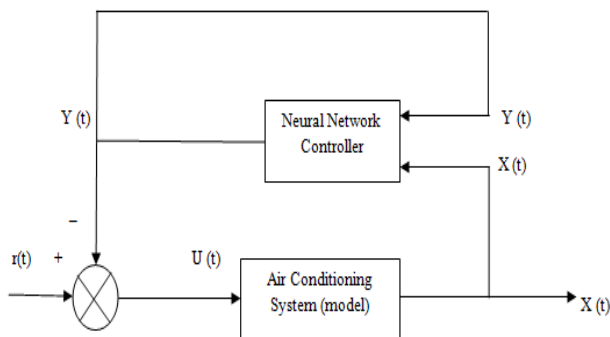 Y (t)
Neural Network
Controller
Y (t)
X (t)
−
r(t)
+
U (t)
Air Conditioning
System (model)
X (t)